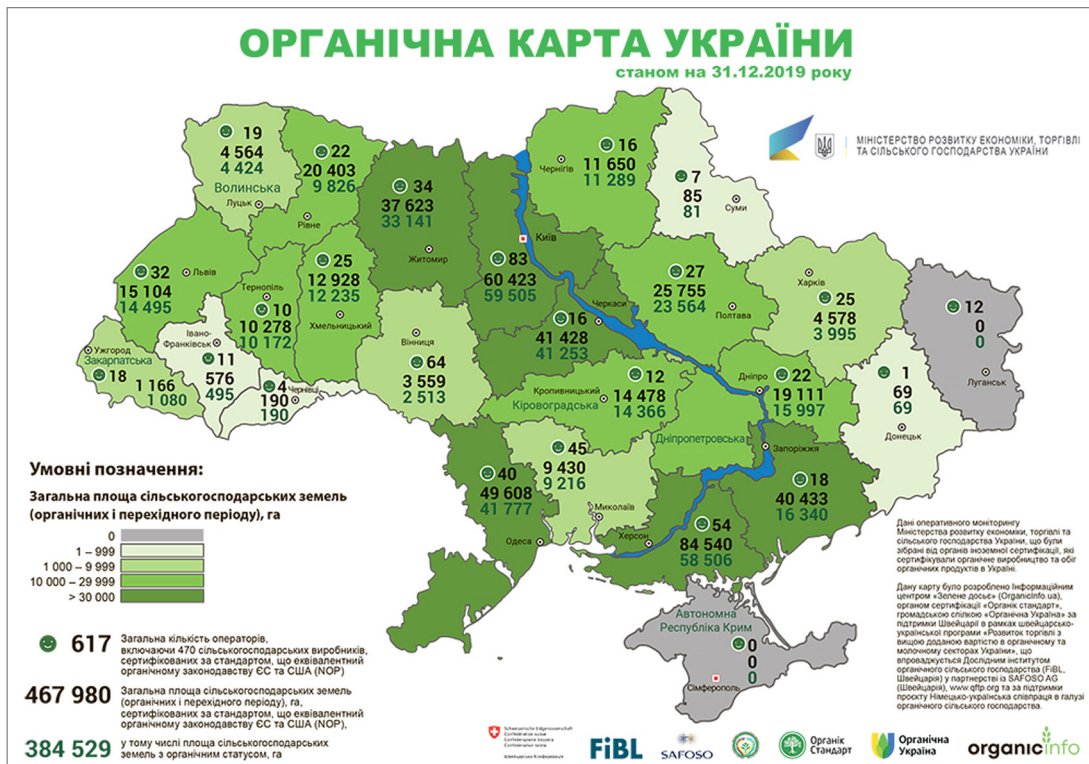 ОРГАНІЧНА КАРТА УКРАЇНИ
станом на 31.12.2019 року
МІНІСТЕРСТВО РОЗВИТКУ ЕКОНОМІКИ, ТОРГІВЛІ
ТА СІЛЬСЬКОГО ГОСПОДАРСТВА УКРАЇНИ
19
4 564
4 424
Волинська
Луцьк
22
20 403
9 826
Рівне
34
37 623
33 141
Житомир
83
60 423
59 505
Київ
16
11 650
11 289
Чернігів
7
85
81
Суми
32
Львів
15 104
14 495
Тернопіль
10
10 278
10 172
25
12 928
12 235
Хмельницький
Івано-
Франківськ
11
576
495
Ужгород
Закарпатська
18
1 166
1 080
4
Чернівці
190
190
Вінниця
64
3 559
2 513
Черкаси
16
41 428
41 253
27
25 755
23 564
Полтава
Харків
25
4 578
3 995
12
0
0
Луганськ
12
Кропивницький
14 478
Кіровоградська
14 366
Дніпро
22
19 111
15 997
Дніпропетровська
1
69
69
Донецьк
40
49 608
41 777
Одеса
45
9 430
9 216
Миколаїв
Запоріжжя
18
40 433
16 340
54
Херсон
84 540
58 506
Автономна
Республіка Крим
0
0
0
Сімферополь
Умовні позначення:
Загальна площа сільськогосподарських земель
(органічних і перехідного періоду), га
0
1 – 999
1 000 – 9 999
10 000 – 29 999
> 30 000
617
Загальна кількість операторів,
включаючи 470 сільськогосподарських виробників,
сертифікованих за стандартом, що еквівалентний
органічному законодавству ЄС та США (NOP)
467 980
Загальна площа сільськогосподарських земель
(органічних і перехідного періоду), га,
сертифікованих за стандартом, що еквівалентний
органічному законодавству ЄС та США (NOP),
384 529
у тому числі площа сільськогосподарських
земель з органічним статусом, га
Дані оперативного моніторингу
Міністерства розвитку економіки, торгівлі та
сільського господарства України, що були
зібрані від органів іноземної сертифікації, які
сертифікували органічне виробництво та обіг
органічних продуктів в Україні.
Дану карту було розроблено Інформаційним
центром «Зелене досьє» (OrganicInfo.ua),
органом сертифікації «Органік стандарт»,
громадською спілкою «Органічна Україна» за
підтримки Швейцарії в рамках швейцарсько-
української програми «Розвиток торгівлі з
вищою доданою вартістю в органічному та
молочному секторах України», що
впроваджується Дослідним інститутом
органічного сільського господарства (FiBL,
Швейцарія) у партнерстві із SAFOSO AG
(Швейцарія), www.qftp.org та за підтримки
проєкту Німецько-українська співпраця в галузі
органічного сільського господарства.
Schweizerische Eidgenossenschaft
Confédération suisse
Confederazione Svizzera
Confederaziun svizra
Швейцарська Конфедерація
FiBL
SAFOSO
Органік
Стандарт
Органічна
Україна
organicinfo